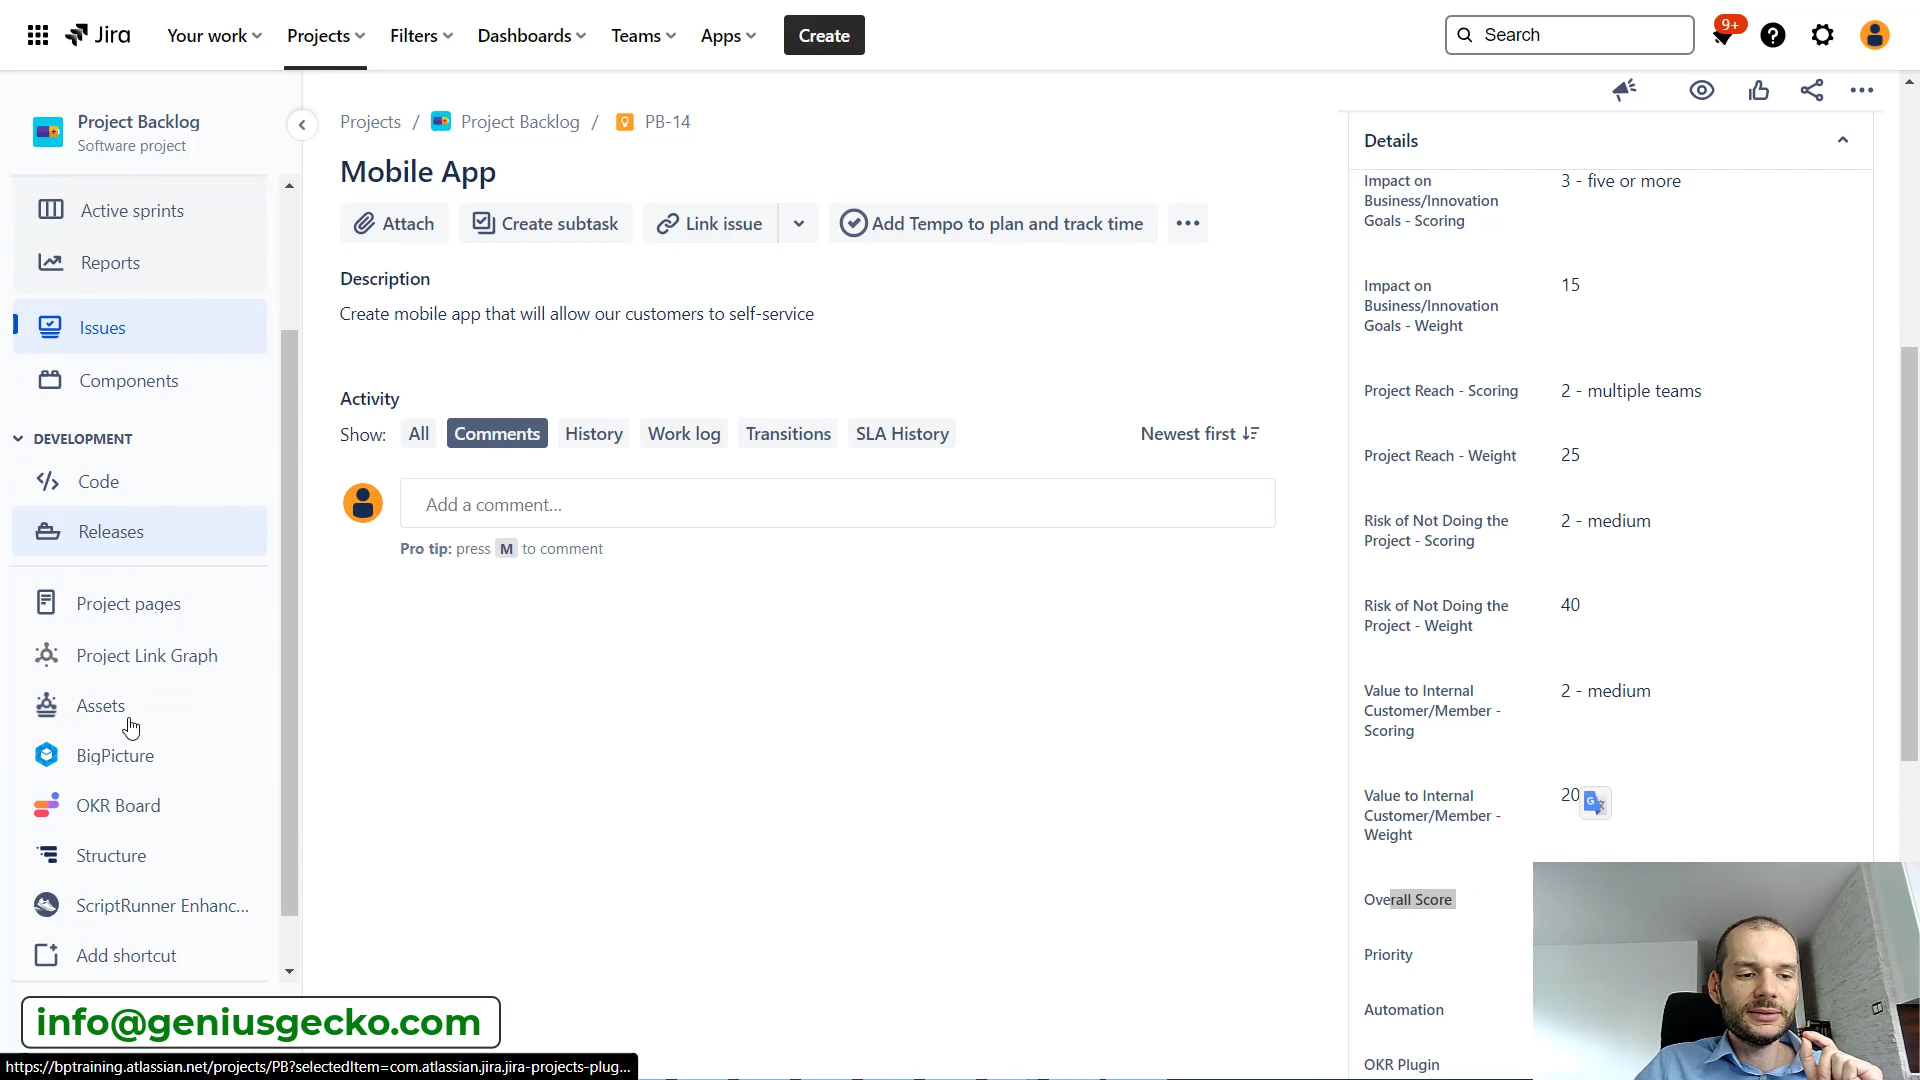 Jira
Your work
Projects
Filters
Dashboards
Teams
Apps
Create
Search
9+
Project Backlog
Software project
Active sprints
Reports
Issues
Components
DEVELOPMENT
Code
Releases
Project pages
Project Link Graph
Assets
BigPicture
OKR Board
Structure
ScriptRunner Enhanc...
Add shortcut
Projects / Project Backlog / PB-14
Mobile App
Attach
Create subtask
Link issue
Add Tempo to plan and track time
Description
Create mobile app that will allow our customers to self-service
Activity
Show: All Comments History Work log Transitions SLA History
Newest first
Add a comment...
Pro tip: press M to comment
Details
Impact on
Business/Innovation
Goals - Scoring
3 - five or more
Impact on
Business/Innovation
Goals - Weight
15
Project Reach - Scoring
2 - multiple teams
Project Reach - Weight
25
Risk of Not Doing the
Project - Scoring
2 - medium
Risk of Not Doing the
Project - Weight
40
Value to Internal
Customer/Member -
Scoring
2 - medium
Value to Internal
Customer/Member -
Weight
20
Overall Score
Priority
Automation
OKR Plugin
info@geniusgecko.com
https://bptraining.atlassian.net/projects/PB?selectedItem=com.atlassian.jira.jira-projects-plug...